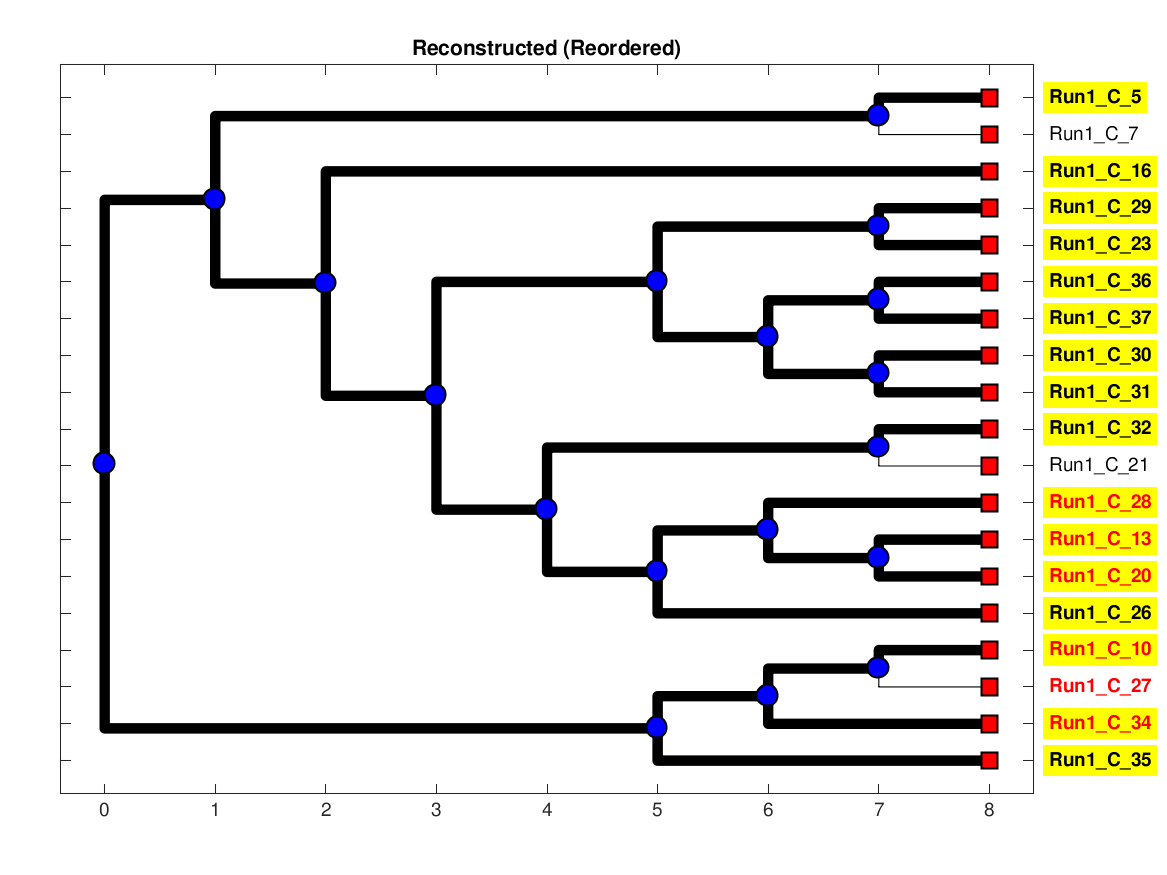 Reconstructed (Reordered)
Run1_C_5
Run1_C_7
Run1_C_16
Run1_C_29
Run1_C_23
Run1_C_36
Run1_C_37
Run1_C_30
Run1_C_31
Run1_C_32
Run1_C_21
Run1_C_28
Run1_C_13
Run1_C_20
Run1_C_26
Run1_C_10
Run1_C_27
Run1_C_34
Run1_C_35
0 1 2 3 4 5 6 7 8